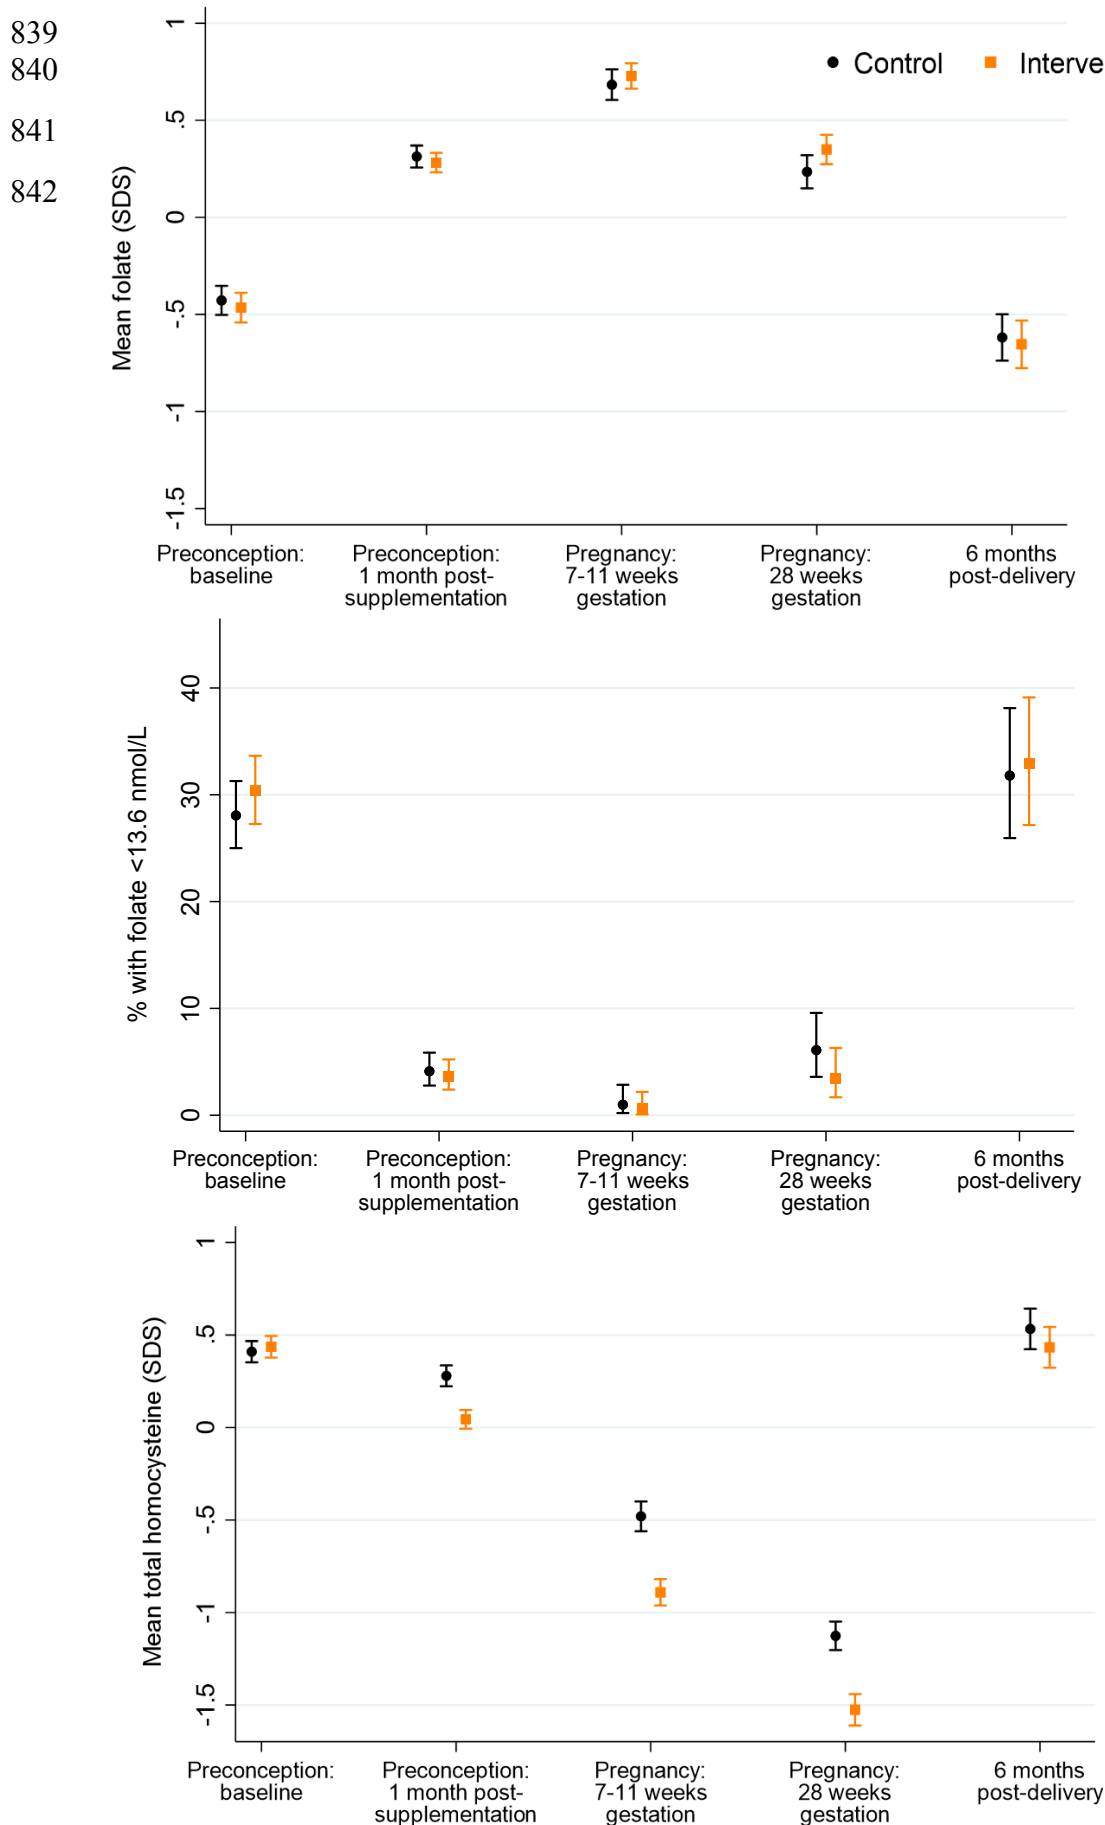 839
840
841
842
Control
Interve
Mean folate (SDS)
1
.5
0
-.5
-1
-1.5
Preconception:
baseline
Preconception:
1 month post-
supplementation
Pregnancy:
7-11 weeks
gestation
Pregnancy:
28 weeks
gestation
6 months
post-delivery
% with folate <13.6 nmol/L
40
30
20
10
0
Preconception:
baseline
Preconception:
1 month post-
supplementation
Pregnancy:
7-11 weeks
gestation
Pregnancy:
28 weeks
gestation
6 months
post-delivery
Mean total homocysteine (SDS)
1
.5
0
-.5
-1
-1.5
Preconception:
baseline
Preconception:
1 month post-
supplementation
Pregnancy:
7-11 weeks
gestation
Pregnancy:
28 weeks
gestation
6 months
post-delivery